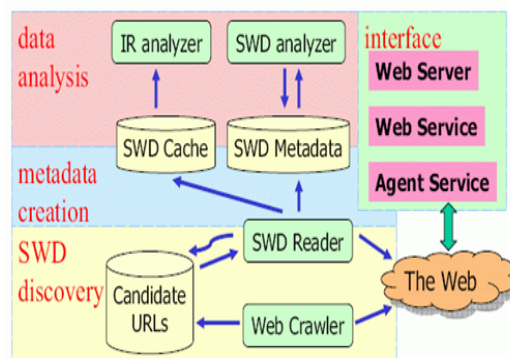 data
analysis
IR analyzer
SWD analyzer
interface
Web Server
Web Service
Agent Service
SWD Cache
SWD Metadata
metadata
creation
SWD
discovery
SWD Reader
Candidate
URLs
Web Crawler
The Web